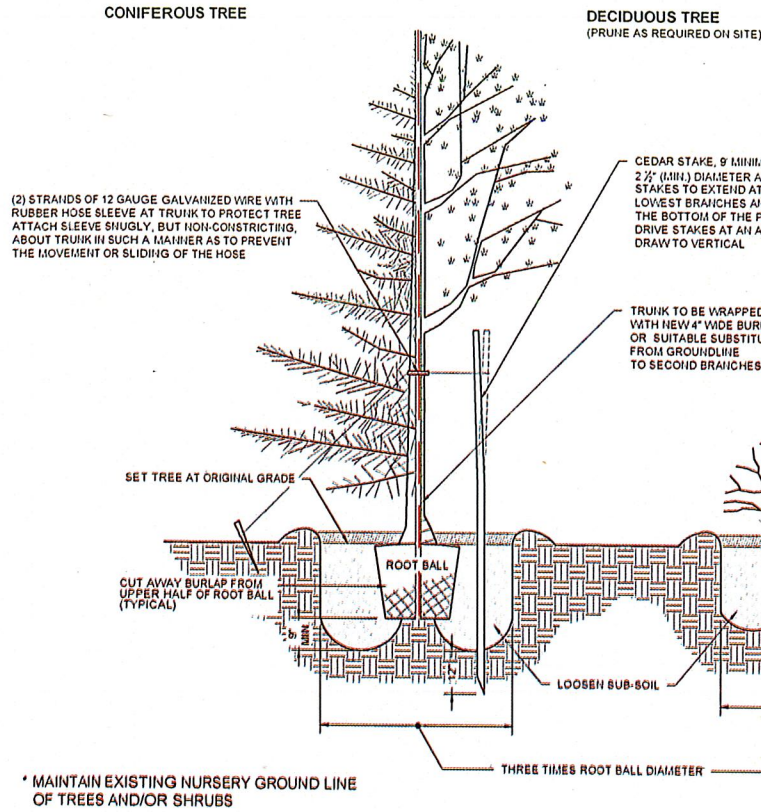 CONIFEROUS TREE
DECIDUOUS TREE
(PRUNE AS REQUIRED ON SITE)
(2) STRANDS OF 12 GAUGE GALVANIZED WIRE WITH
RUBBER HOSE SLEEVE AT TRUNK TO PROTECT TREE
ATTACH SLEEVE SNUGLY, BUT NON-CONSTRICTING,
ABOUT TRUNK IN SUCH A MANNER AS TO PREVENT
THE MOVEMENT OR SLIDING OF THE HOSE
CEDAR STAKE, 9' MINIM
2 ½" (MIN.) DIAMETER A
STAKES TO EXTEND AT
LOWEST BRANCHES AN
THE BOTTOM OF THE P
DRIVE STAKES AT AN A
DRAW TO VERTICAL
TRUNK TO BE WRAPPED
WITH NEW 4" WIDE BUR
OR SUITABLE SUBSTITU
FROM GROUNDLINE
TO SECOND BRANCHES
SET TREE AT ORIGINAL GRADE
ROOT BALL
CUT AWAY BURLAP FROM
UPPER HALF OF ROOT BALL
(TYPICAL)
9"
MIN.
12"
LOOSEN SUB-SOIL
THREE TIMES ROOT BALL DIAMETER
* MAINTAIN EXISTING NURSERY GROUND LINE
OF TREES AND/OR SHRUBS